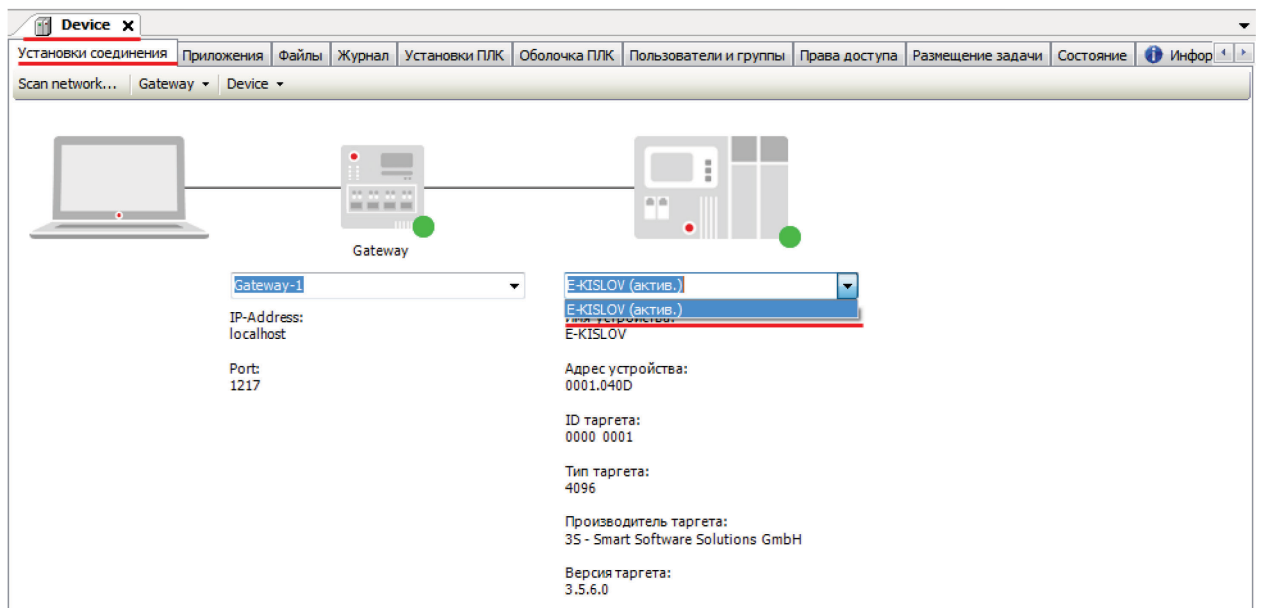 Device
Установки соединения Приложения Файлы Журнал Установки ПЛК Оболочка ПЛК Пользователи и группы Права доступа Размещение задачи Состояние Инфор
Scan network... Gateway Device
Gateway
Gateway-1 E-KISLOV (актив.)
E-KISLOV (актив.)
IP-Address: Имя устройства:
localhost E-KISLOV
Port: Адрес устройства:
1217 0001.040D
ID таргета:
0000 0001
Тип таргета:
4096
Производитель таргета:
3S - Smart Software Solutions GmbH
Версия таргета:
3.5.6.0